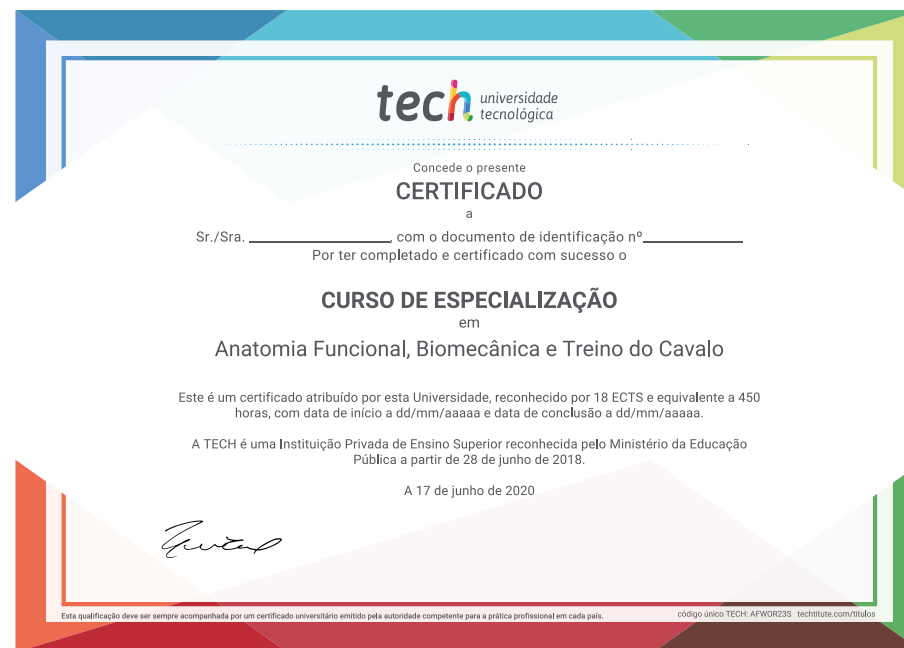 tech universidade
tecnológica
Concede o presente
CERTIFICADO
a
Sr./Sra. ________________, com o documento de identificação nº____________
Por ter completado e certificado com sucesso o
CURSO DE ESPECIALIZAÇÃO
em
Anatomia Funcional, Biomecânica e Treino do Cavalo
Este é um certificado atribuído por esta Universidade, reconhecido por 18 ECTS e equivalente a 450
horas, com data de início a dd/mm/aaaaa e data de conclusão a dd/mm/aaaaa.
A TECH é uma Instituição Privada de Ensino Superior reconhecida pelo Ministério da Educação
Pública a partir de 28 de junho de 2018.
A 17 de junho de 2020
Esta qualificação deve ser sempre acompanhada por um certificado universitário emitido pela autoridade competente para a prática profissional em cada país.
código único TECH: AFWOR23S techtitute.com/titulos